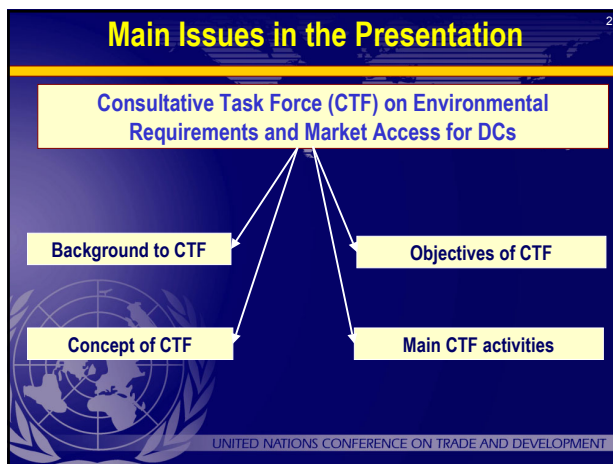 2
Main Issues in the Presentation
Consultative Task Force (CTF) on Environmental
Requirements and Market Access for DCs
Background to CTF
Objectives of CTF
Concept of CTF
Main CTF activities
UNITED NATIONS CONFERENCE ON TRADE AND DEVELOPMENT